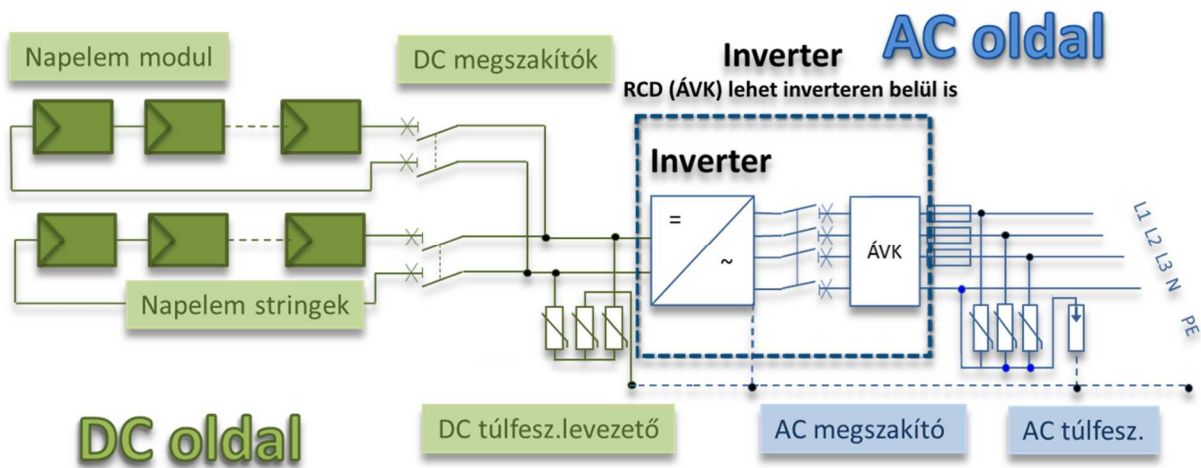 AC oldal
Napelem modul
DC megszakítók
Inverter
RCD (ÁVK) lehet inverteren belül is
Inverter
=
~
ÁVK
L1
L2
L3
N
PE
Napelem stringek
DC oldal
DC túlfesz.levezető
AC megszakító
AC túlfesz.